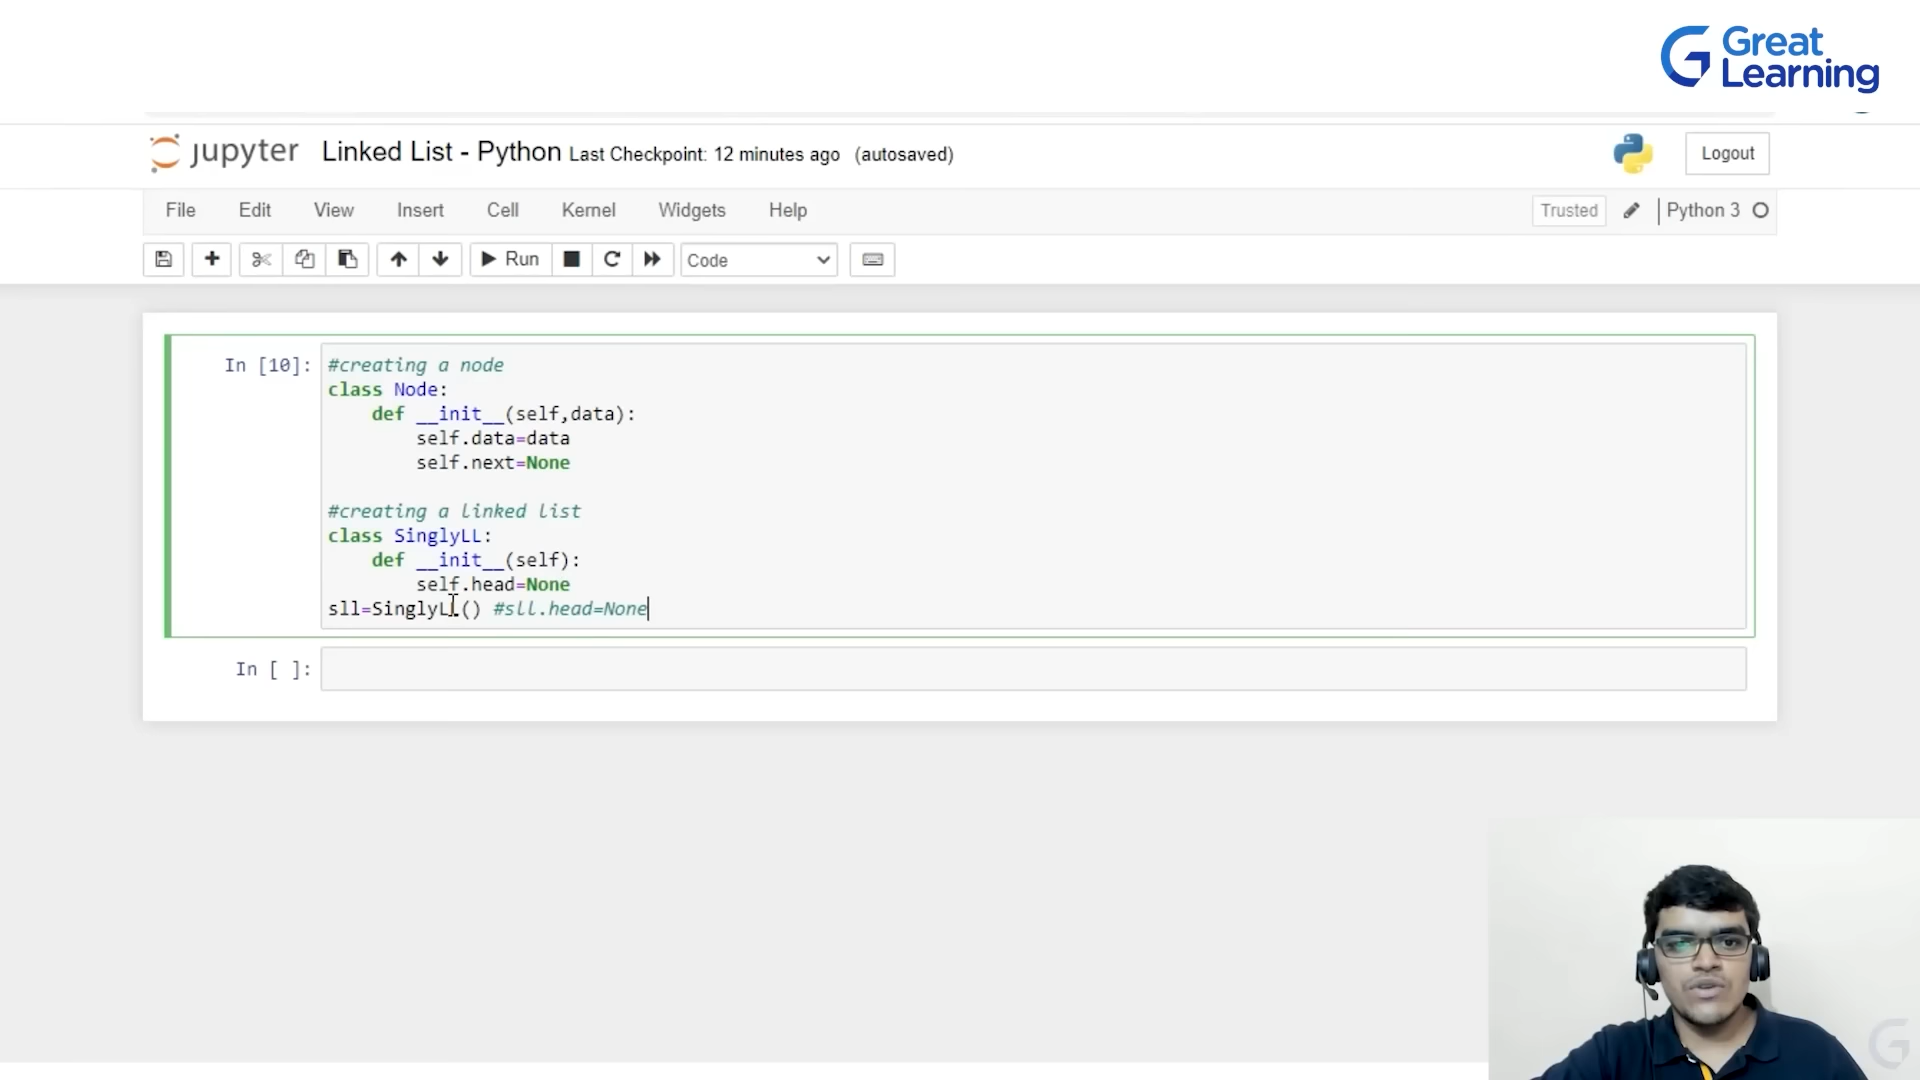 Great
Learning
jupyter Linked List - Python Last Checkpoint: 12 minutes ago (autosaved)
Logout
File Edit View Insert Cell Kernel Widgets Help
Trusted
Python 3
Run
Code
In [10]:
#creating a node
class Node:
    def __init__(self,data):
        self.data=data
        self.next=None
#creating a linked list
class SinglyLL:
    def __init__(self):
        self.head=None
sll=SinglyLL() #sll.head=None
In [ ]: